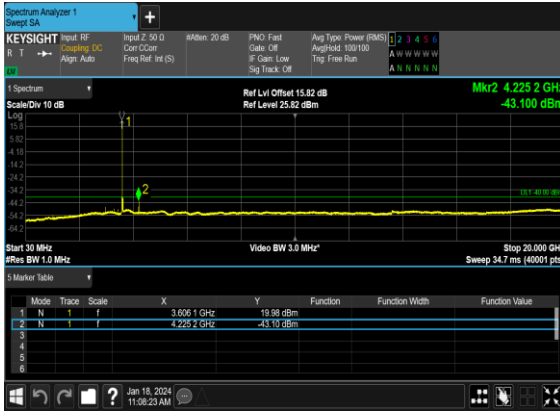 Spectrum Analyzer 1
Swept SA
+
KEYSIGHT Input: RF Input Z: 50 Ω #Atten: 20 dB PNO: Fast Avg Type: Power (RMS) 1 2 3 4 5 6
R T Coupling: DC Corr CCorr Gate: Off Avg|Hold: 100/100 A W W W W W
Align: Auto Freq Ref: Int (S) IF Gain: Low Trig: Free Run
Sig Track: Off A N N N N N
1 Spectrum
Ref Lvl Offset 15.82 dB Mkr2 4.225 2 GHz
Scale/Div 10 dB Ref Level 25.82 dBm -43.100 dBm
Log
15.8
5.82
-4.18
-14.2
-24.2
-34.2
-44.2
-54.2
-64.2
1
2
DL1 -40.00 dBm
Start 30 MHz Video BW 3.0 MHz* Stop 20.000 GHz
#Res BW 1.0 MHz Sweep 34.7 ms (40001 pts)
5 Marker Table
Mode Trace Scale X Y Function Function Width Function Value
1 N 1 f 3.606 1 GHz 19.98 dBm
2 N 1 f 4.225 2 GHz -43.10 dBm
3
4
5
6
? Jan 18, 2024
11:08:23 AM